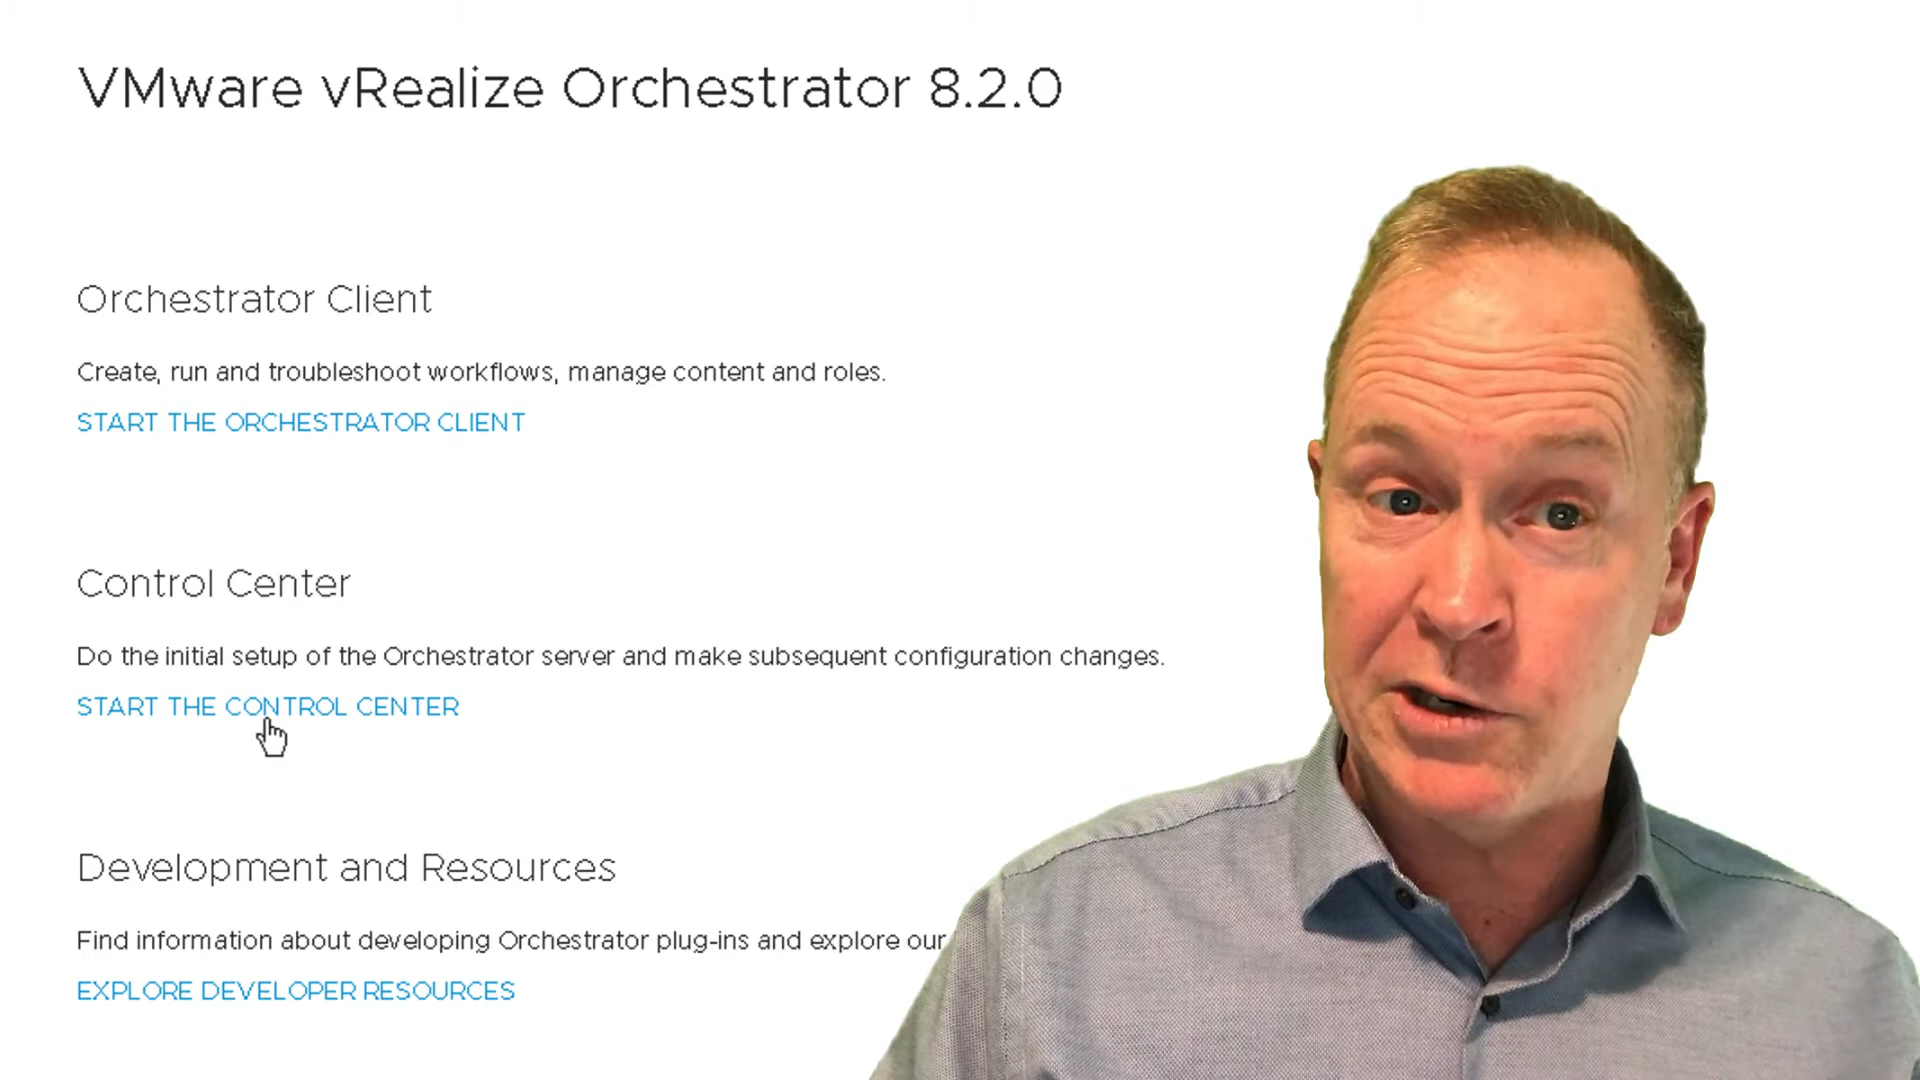 VMware vRealize Orchestrator 8.2.0
Orchestrator Client
Create, run and troubleshoot workflows, manage content and roles.
START THE ORCHESTRATOR CLIENT
Control Center
Do the initial setup of the Orchestrator server and make subsequent configuration changes.
START THE CONTROL CENTER
Development and Resources
Find information about developing Orchestrator plug-ins and explore our
EXPLORE DEVELOPER RESOURCES